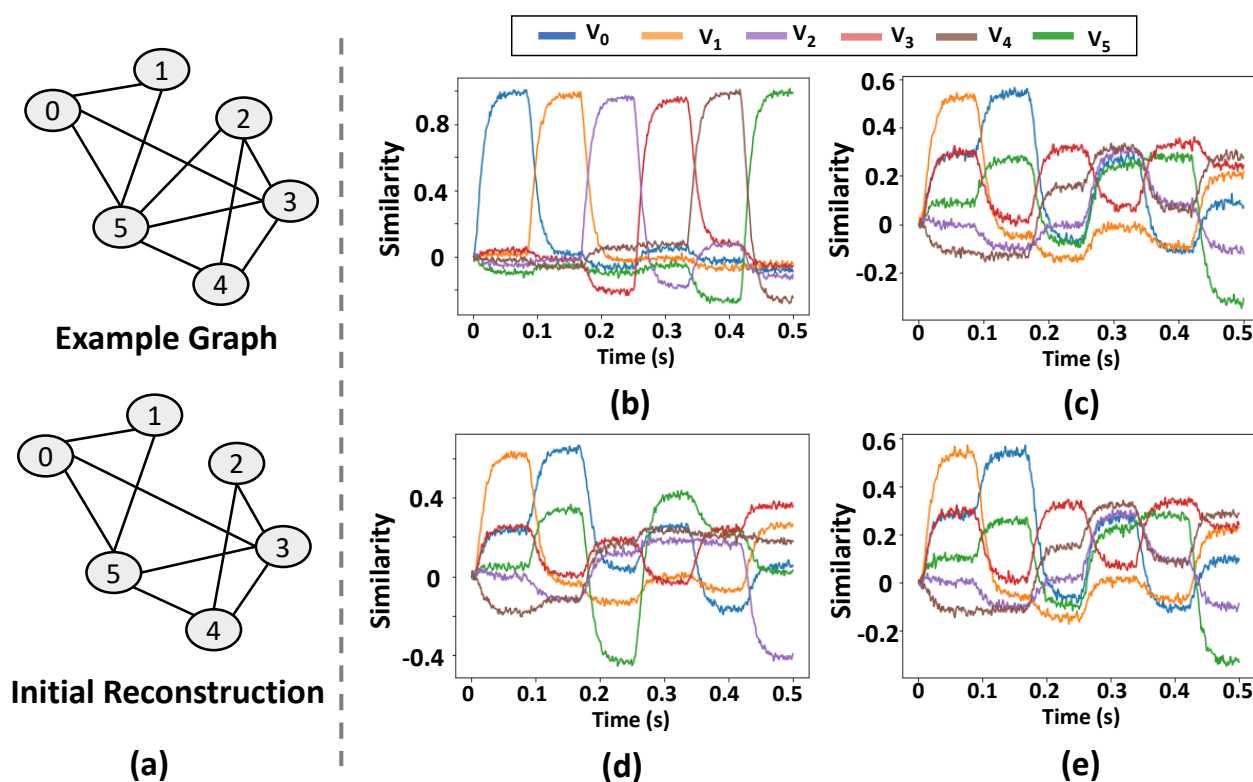 V0 V1 V2 V3 V4 V5
1
0
2
3
5
4
Example Graph
1
0
2
3
5
4
Initial Reconstruction
(a)
Similarity
0.8
0.4
0
0 0.1 0.2 0.3 0.4 0.5
Time (s)
(b)
Similarity
0.6
0.4
0.2
0
-0.2
0 0.1 0.2 0.3 0.4 0.5
Time (s)
(c)
Similarity
0.4
0
-0.4
0 0.1 0.2 0.3 0.4 0.5
Time (s)
(d)
Similarity
0.6
0.4
0.2
0
-0.2
0 0.1 0.2 0.3 0.4 0.5
Time (s)
(e)